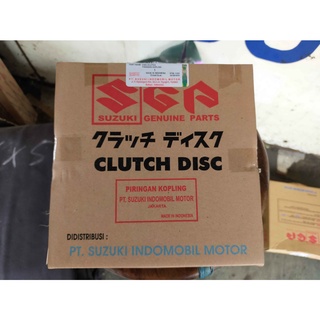 SGP
SUZUKI GENUINE PARTS
クラッチ ディスク
CLUTCH DISC
PIRINGAN KOPLING
PT. SUZUKI INDOMOBIL MOTOR
JAKARTA
MADE IN INDONESIA
DIDISTRIBUSI :
PT. SUZUKI INDOMOBIL MOTOR